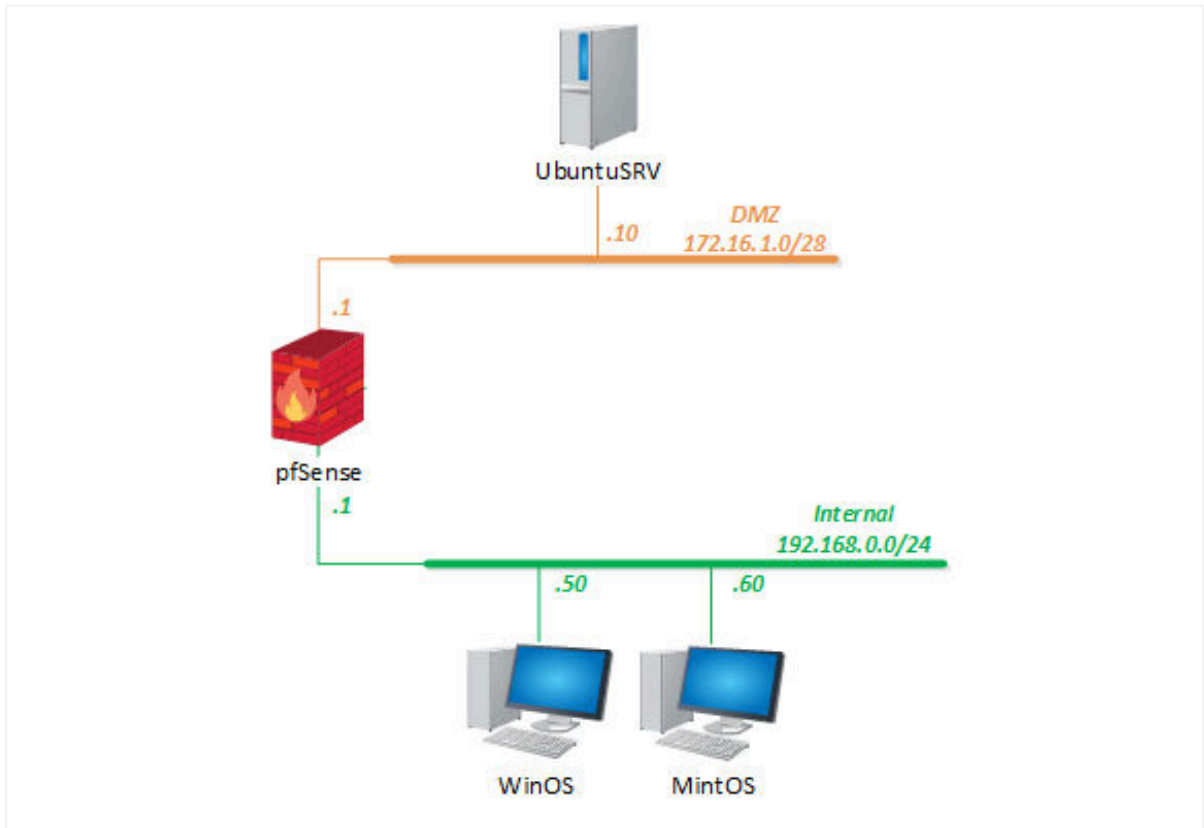 UbuntuSRV
DMZ
.10
172.16.1.0/28
.1
pfSense
.1
Internal
192.168.0.0/24
.50
.60
WinOS
MintOS